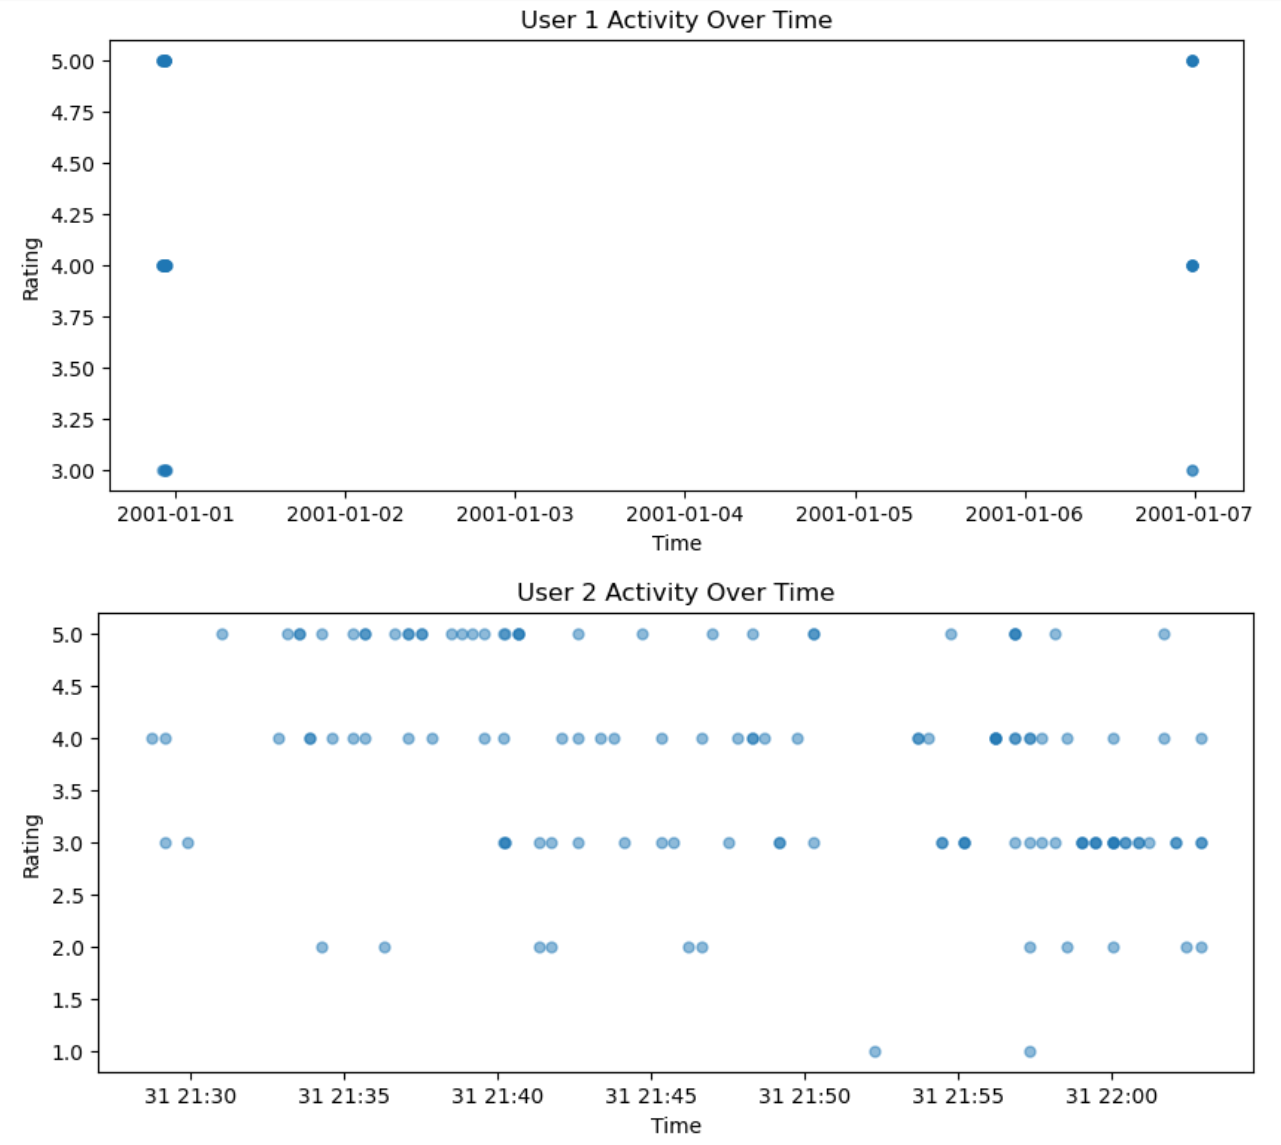 User 1 Activity Over Time
5.00
4.75
4.50
4.25
4.00
3.75
3.50
3.25
3.00
Rating
2001-01-01 2001-01-02 2001-01-03 2001-01-04 2001-01-05 2001-01-06 2001-01-07
Time
User 2 Activity Over Time
5.0
4.5
4.0
3.5
3.0
2.5
2.0
1.5
1.0
Rating
31 21:30 31 21:35 31 21:40 31 21:45 31 21:50 31 21:55 31 22:00
Time